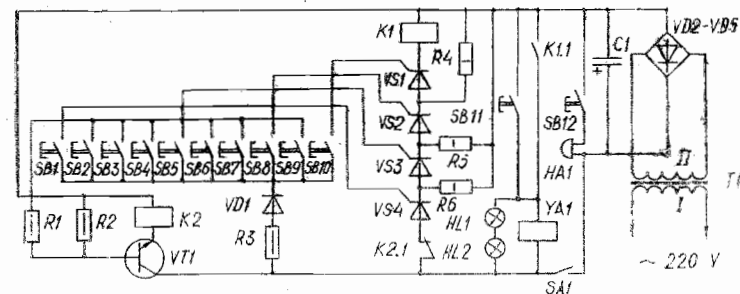 K1
R4
VD2-VD5
C1
+
K1.1
VS1
SB11
VS2
SB12
SB1 SB2 SB3 SB4 SB5 SB6 SB7 SB8 SB9 SB10
VS3
R5
HA1
II
VD1
VS4
R6
I
R1 R2 K2
HL1 YA1
R3
VT1
K2.1 HL2
~ 220 V
SA1